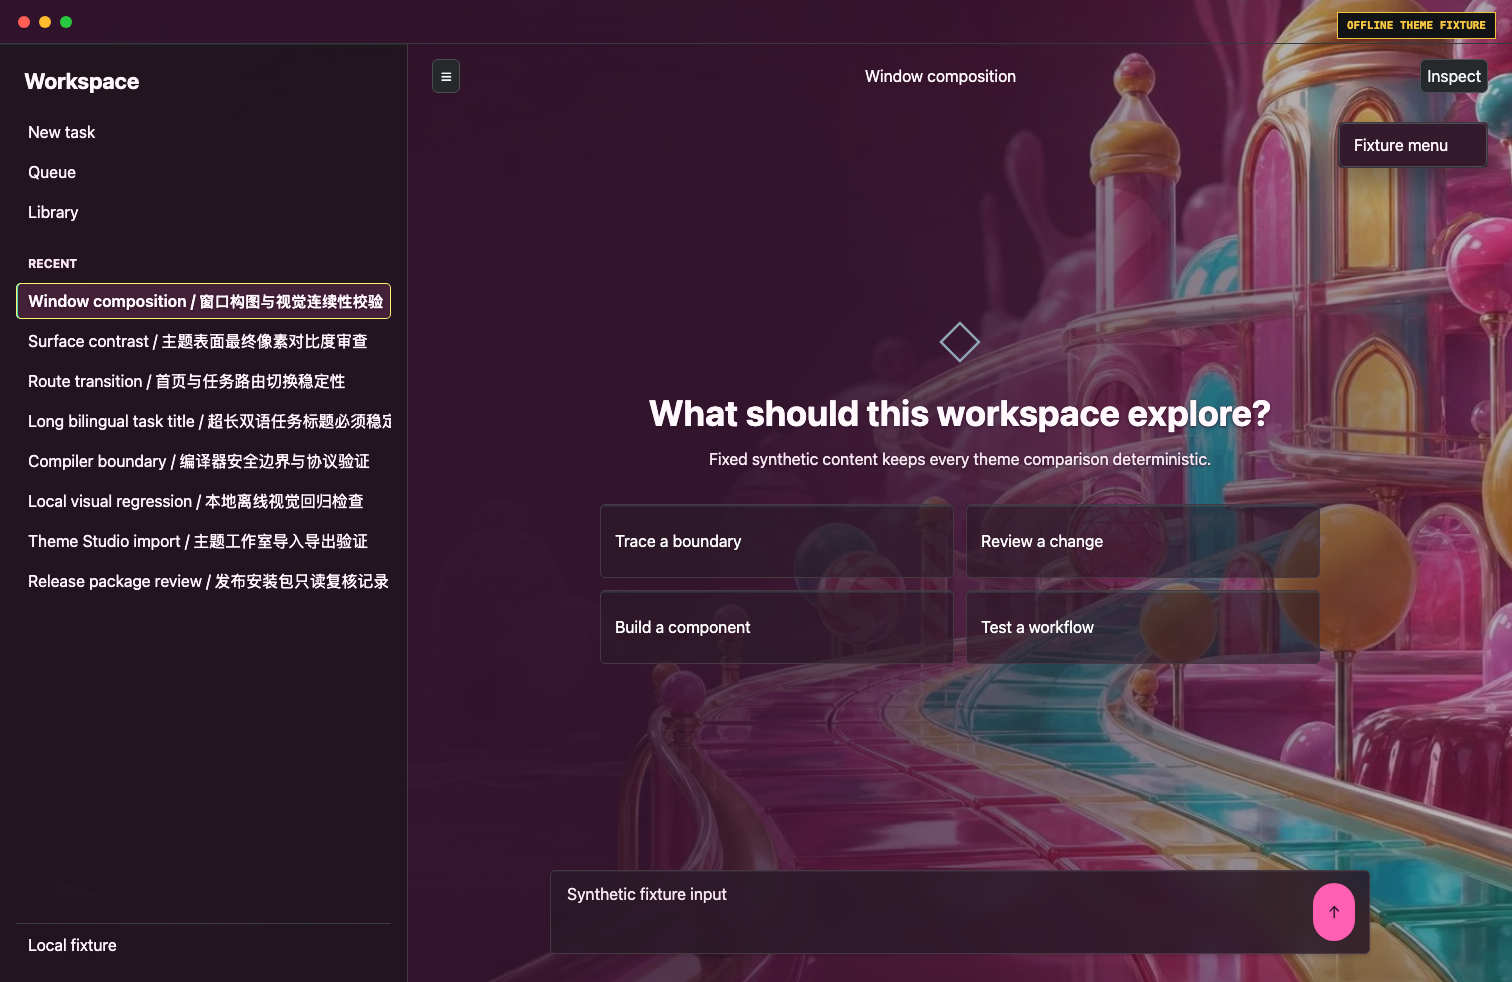 OFFLINE THEME FIXTURE
Workspace
New task
Queue
Library
RECENT
Window composition / 窗口构图与视觉连续性校验
Surface contrast / 主题表面最终像素对比度审查
Route transition / 首页与任务路由切换稳定性
Long bilingual task title / 超长双语任务标题必须稳定
Compiler boundary / 编译器安全边界与协议验证
Local visual regression / 本地离线视觉回归检查
Theme Studio import / 主题工作室导入导出验证
Release package review / 发布安装包只读复核记录
Local fixture
Window composition
Inspect
Fixture menu
What should this workspace explore?
Fixed synthetic content keeps every theme comparison deterministic.
Trace a boundary
Review a change
Build a component
Test a workflow
Synthetic fixture input